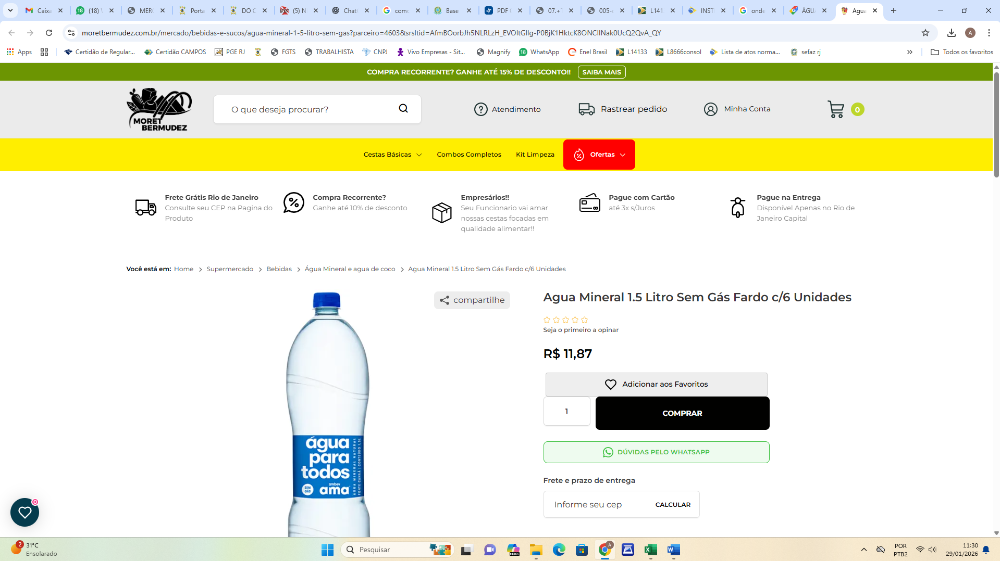 Caixa
(18) W
MERC
Porta
DO C
(5) N
Chat
como
Base
PDF
07.+1
005-
L141
INST
onde
ÁGU
Agua
moretbermudez.com.br/mercado/bebidas-e-sucos/agua-mineral-1-5-litro-sem-gas?parceiro=4603&srsltid=AfmBOorbJh5NLRLzH_EVOltGllg-P0BjK1HktcK8ONCIlNak0UcQ2QvA_QY
A
Apps
Certidão de Regular...
Certidão CAMPOS
PGE RJ
FGTS
TRABALHISTA
CNPJ
Vivo Empresas - Sit...
Magnify
WhatsApp
Enel Brasil
L14133
L8666consol
Lista de atos norma...
sefaz rj
Todos os favoritos
COMPRA RECORRENTE? GANHE ATÉ 15% DE DESCONTO!! SAIBA MAIS
MORET
BERMUDEZ
O que deseja procurar?
Atendimento
Rastrear pedido
Minha Conta
0
Cestas Básicas
Combos Completos
Kit Limpeza
Ofertas
Frete Grátis Rio de Janeiro
Consulte seu CEP na Pagina do
Produto
Compra Recorrente?
Ganhe até 10% de desconto
Empresários!!
Seu Funcionario vai amar
nossas cestas focadas em
qualidade alimentar!!
Pague com Cartão
até 3x s/Juros
Pague na Entrega
Disponível Apenas no Rio de
Janeiro Capital
Você está em: Home > Supermercado > Bebidas > Água Mineral e agua de coco > Agua Mineral 1.5 Litro Sem Gás Fardo c/6 Unidades
compartilhe
água
para
todos
SEM
GÁS
ambev
ama
ÁGUA MINERAL NATURAL
FONTE CANAÃ | CONTEÚDO 1,5L
Agua Mineral 1.5 Litro Sem Gás Fardo c/6 Unidades
Seja o primeiro a opinar
R$ 11,87
Adicionar aos Favoritos
1
COMPRAR
DÚVIDAS PELO WHATSAPP
Frete e prazo de entrega
Informe seu cep
CALCULAR
0
2
31°C
Ensolarado
Pesquisar
M365
A
POR
PTB2
11:30
29/01/2026